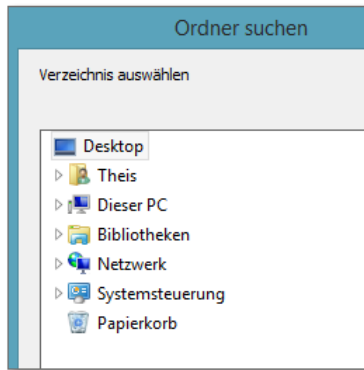 Ordner suchen
Verzeichnis auswählen
Desktop
Theis
Dieser PC
Bibliotheken
Netzwerk
Systemsteuerung
Papierkorb